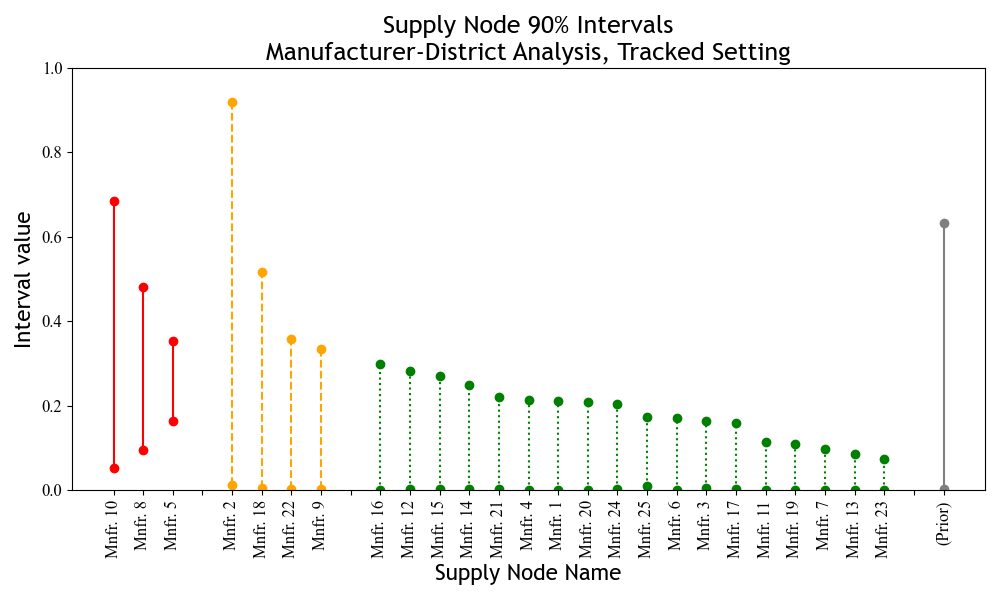 Supply Node 90% Intervals
Manufacturer-District Analysis, Tracked Setting
Interval value
1.0
0.8
0.6
0.4
0.2
0.0
Mnfr. 10
Mnfr. 8
Mnfr. 5
Mnfr. 2
Mnfr. 18
Mnfr. 22
Mnfr. 9
Mnfr. 16
Mnfr. 12
Mnfr. 15
Mnfr. 14
Mnfr. 21
Mnfr. 4
Mnfr. 1
Mnfr. 20
Mnfr. 24
Mnfr. 25
Mnfr. 6
Mnfr. 3
Mnfr. 17
Mnfr. 11
Mnfr. 19
Mnfr. 7
Mnfr. 13
Mnfr. 23
(Prior)
Supply Node Name